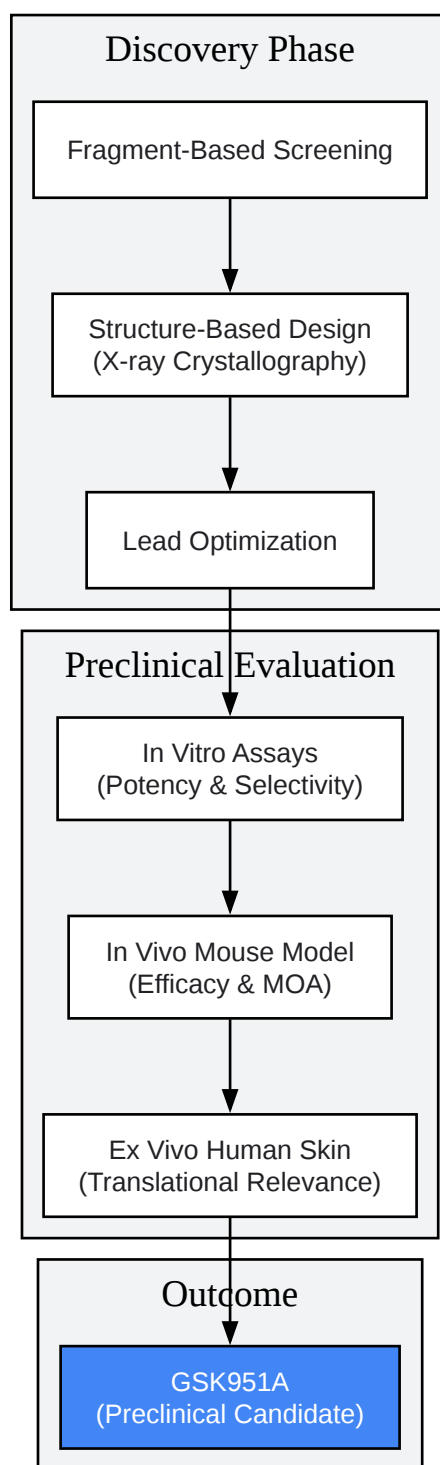 Discovery Phase
Fragment-Based Screening
Structure-Based Design
(X-ray Crystallography)
Lead Optimization
Preclinical Evaluation
In Vitro Assays
(Potency & Selectivity)
In Vivo Mouse Model
(Efficacy & MOA)
Ex Vivo Human Skin
(Translational Relevance)
Outcome
GSK951A
(Preclinical Candidate)